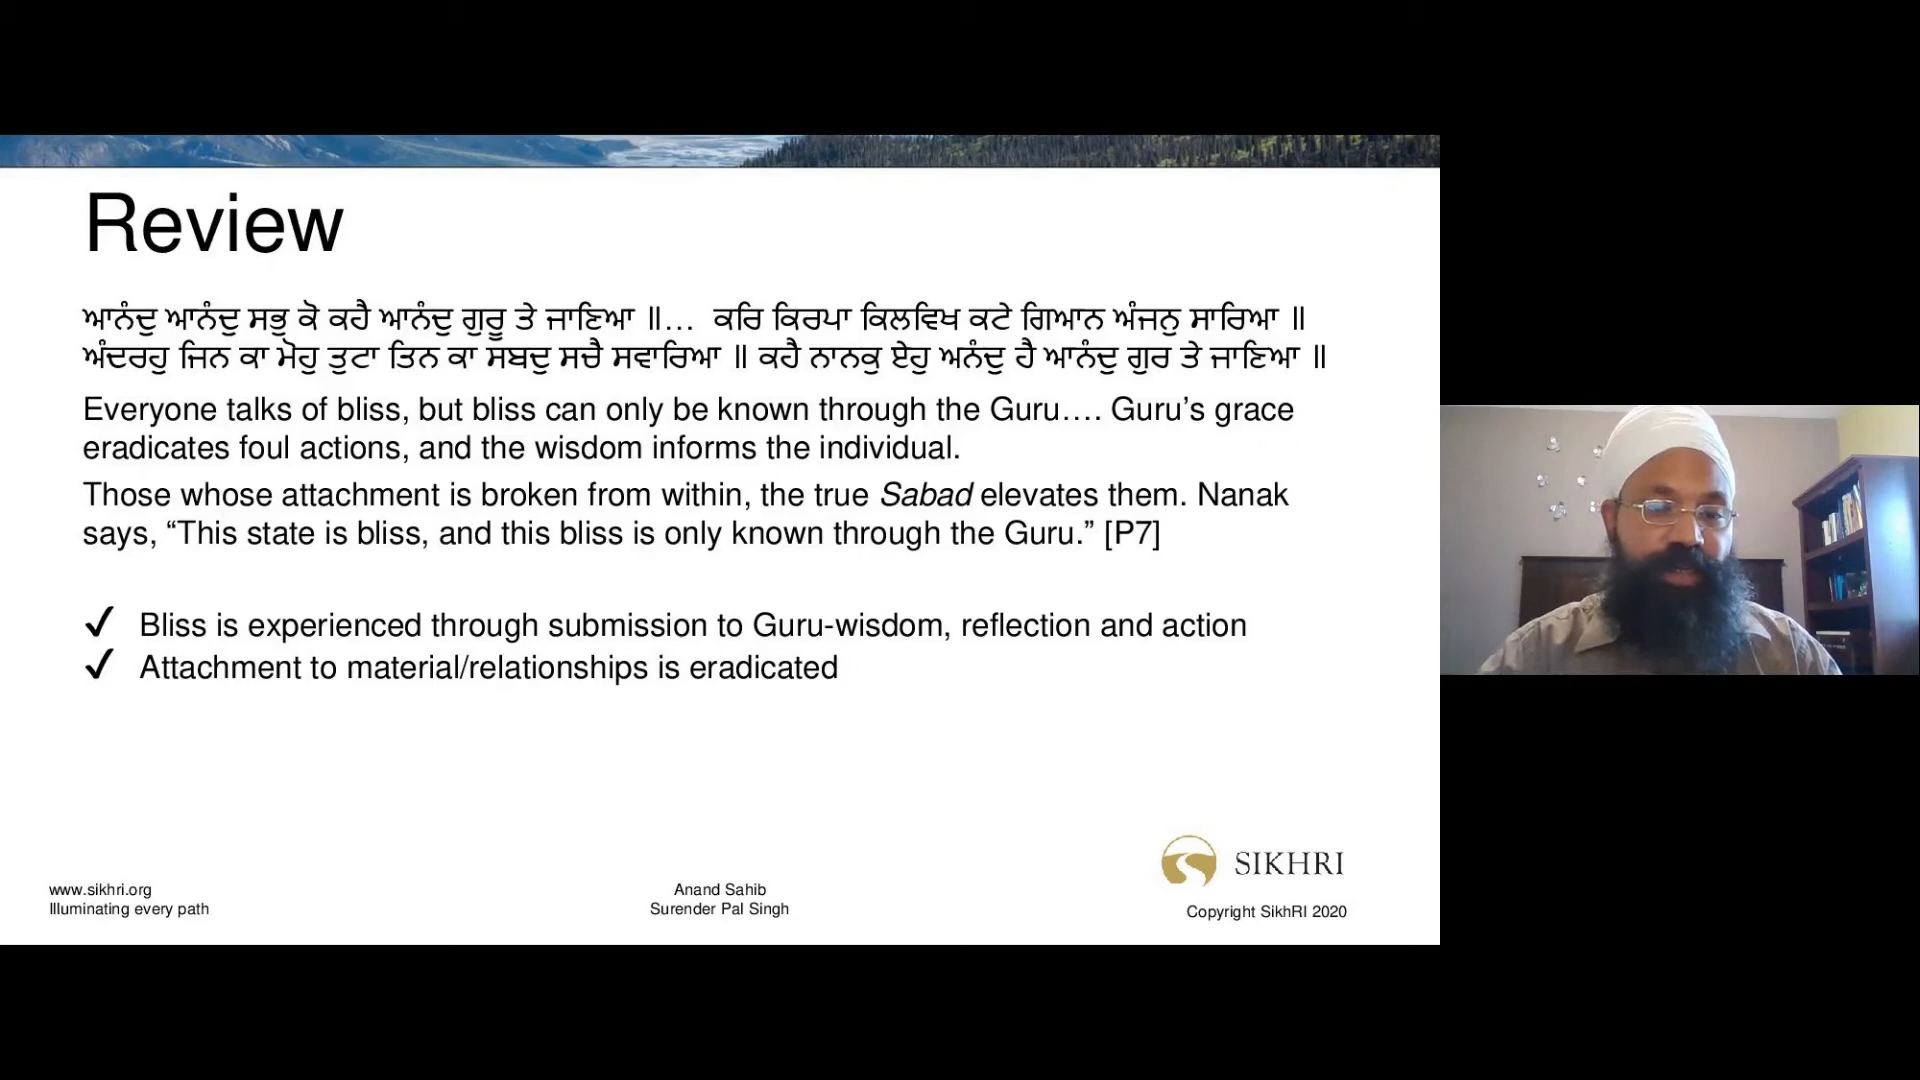 Review
ਆਨੰਦੁ ਆਨੰਦੁ ਸਭੁ ਕੋ ਕਹੈ ਆਨੰਦੁ ਗੁਰੂ ਤੇ ਜਾਣਿਆ ॥… ਕਰਿ ਕਿਰਪਾ ਕਿਲਵਿਖ ਕਟੇ ਗਿਆਨ ਅੰਜਨੁ ਸਾਰਿਆ ॥
ਅੰਦਰਹੁ ਜਿਨ ਕਾ ਮੋਹੁ ਤੁਟਾ ਤਿਨ ਕਾ ਸਬਦੁ ਸਚੈ ਸਵਾਰਿਆ ॥ ਕਹੈ ਨਾਨਕੁ ਏਹੁ ਅਨੰਦੁ ਹੈ ਆਨੰਦੁ ਗੁਰ ਤੇ ਜਾਣਿਆ ॥
Everyone talks of bliss, but bliss can only be known through the Guru…. Guru’s grace
eradicates foul actions, and the wisdom informs the individual.
Those whose attachment is broken from within, the true Sabad elevates them. Nanak
says, “This state is bliss, and this bliss is only known through the Guru.” [P7]
✓ Bliss is experienced through submission to Guru-wisdom, reflection and action
✓ Attachment to material/relationships is eradicated
www.sikhri.org
Illuminating every path
Anand Sahib
Surender Pal Singh
SIKHRI
Copyright SikhRI 2020